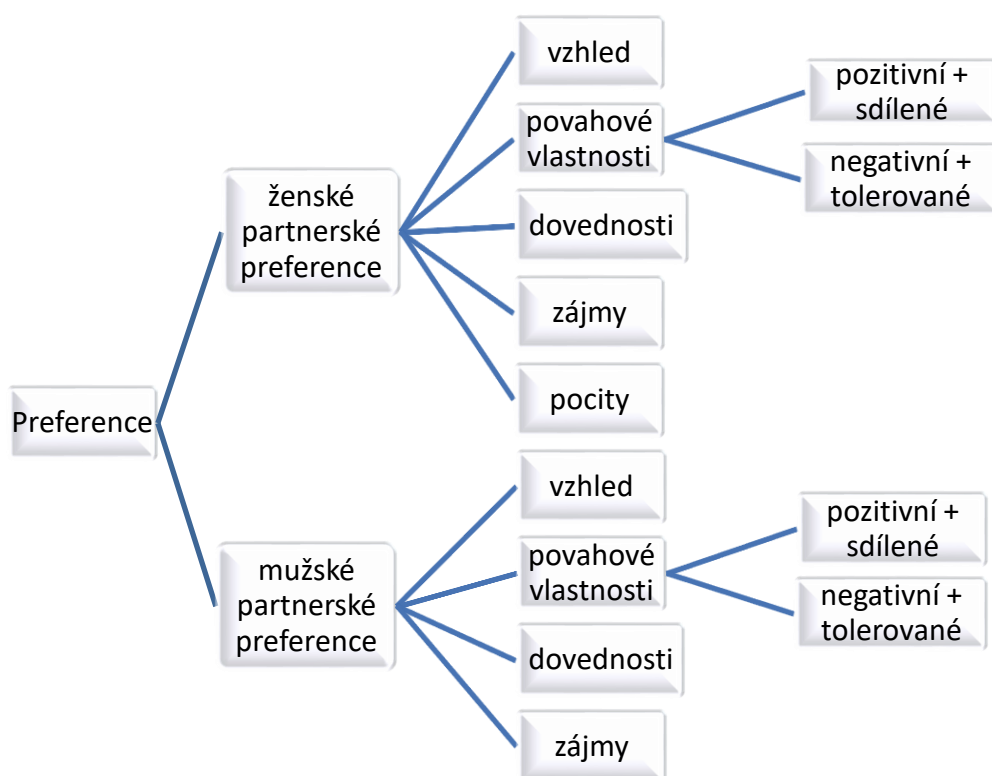 Preference
ženské
partnerské
preference
vzhled
povahové
vlastnosti
pozitivní +
sdílené
negativní +
tolerované
dovednosti
zájmy
pocity
mužské
partnerské
preference
vzhled
povahové
vlastnosti
pozitivní +
sdílené
negativní +
tolerované
dovednosti
zájmy